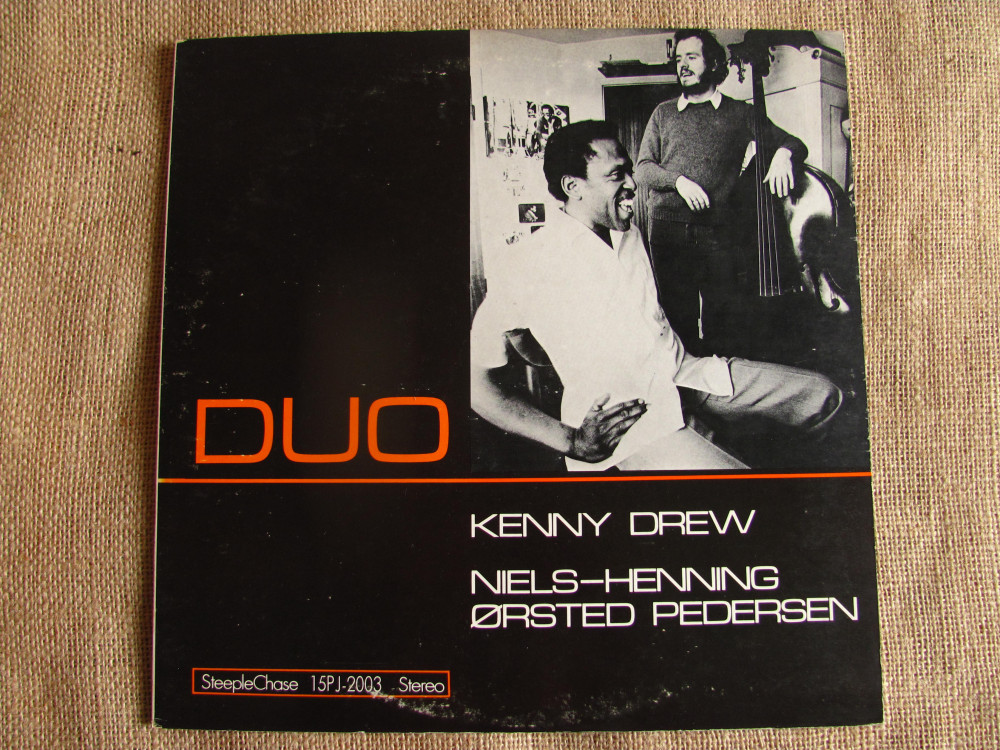 DUO
KENNY DREW
NIELS-HENNING
ØRSTED PEDERSEN
SteepleChase 15PJ-2003 Stereo